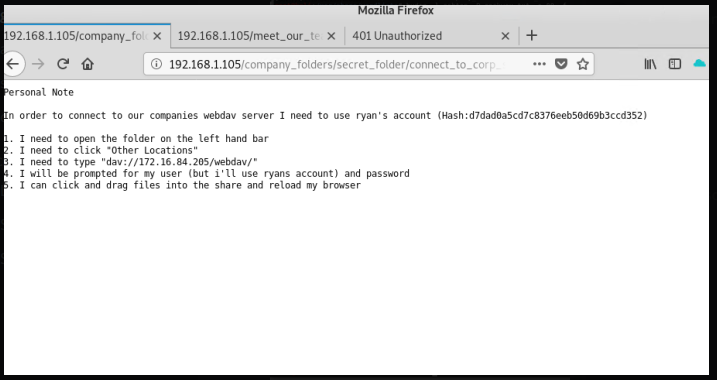 Mozilla Firefox
192.168.1.105/company_fol
192.168.1.105/meet_our_te
401 Unauthorized
192.168.1.105/company_folders/secret_folder/connect_to_corp_
Personal Note
In order to connect to our companies webdav server I need to use ryan's account (Hash:d7dad0a5cd7c8376eeb50d69b3ccd352)
1. I need to open the folder on the left hand bar
2. I need to click "Other Locations"
3. I need to type "dav://172.16.84.205/webdav/"
4. I will be prompted for my user (but i'll use ryans account) and password
5. I can click and drag files into the share and reload my browser